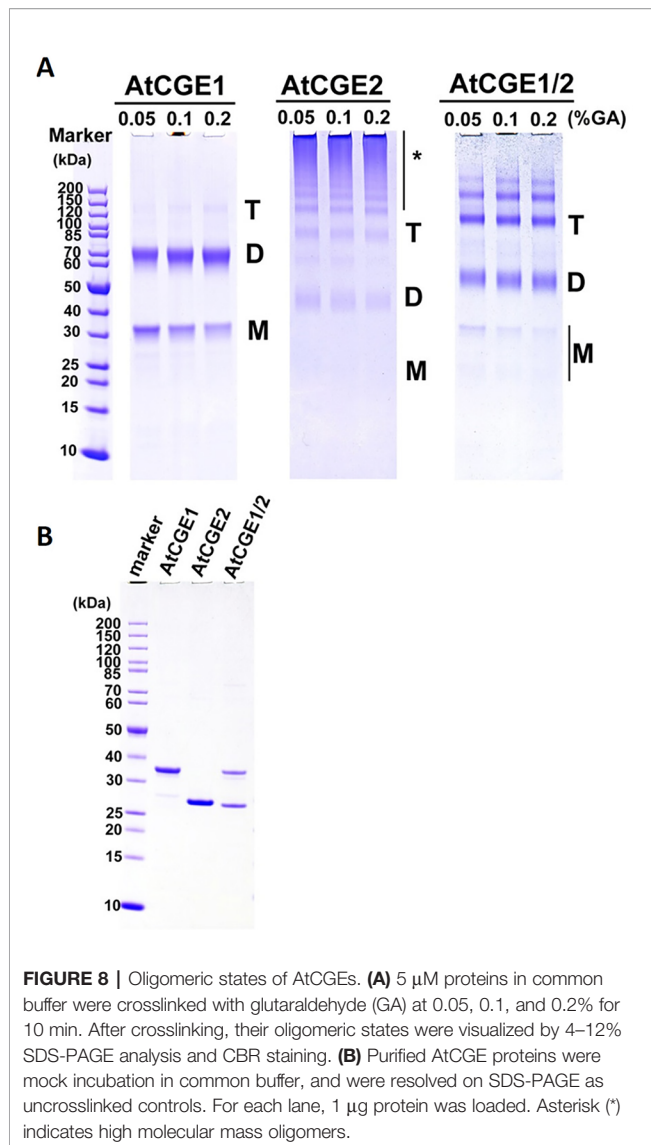 A
AtCGE1 AtCGE2 AtCGE1/2
0.05 0.1 0.2 0.05 0.1 0.2 0.05 0.1 0.2 (%GA)
Marker
(kDa)
200
150
120
100
85
70
60
50
40
30
25
20
15
10
T
D
M
*
T
D
M
T
D
M
B
marker AtCGE1 AtCGE2 AtCGE1/2
(kDa)
200
150
120
100
85
70
60
50
40
30
25
20
15
10
FIGURE 8 | Oligomeric states of AtCGEs. (A) 5 μM proteins in common
buffer were crosslinked with glutaraldehyde (GA) at 0.05, 0.1, and 0.2% for
10 min. After crosslinking, their oligomeric states were visualized by 4–12%
SDS-PAGE analysis and CBR staining. (B) Purified AtCGE proteins were
mock incubation in common buffer, and were resolved on SDS-PAGE as
uncrosslinked controls. For each lane, 1 μg protein was loaded. Asterisk (*)
indicates high molecular mass oligomers.